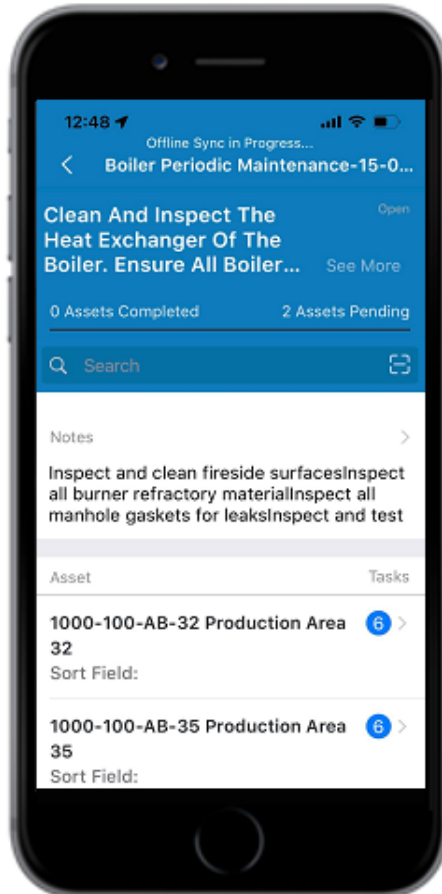 12:48
Offline Sync in Progress...
Boiler Periodic Maintenance-15-0...
Clean And Inspect The
Open
Heat Exchanger Of The
Boiler. Ensure All Boiler...
See More
0 Assets Completed
2 Assets Pending
Search
Notes
Inspect and clean fireside surfacesInspect
all burner refractory materialInspect all
manhole gaskets for leaksInspect and test
Asset
Tasks
1000-100-AB-32 Production Area
6
32
Sort Field:
1000-100-AB-35 Production Area
6
35
Sort Field: